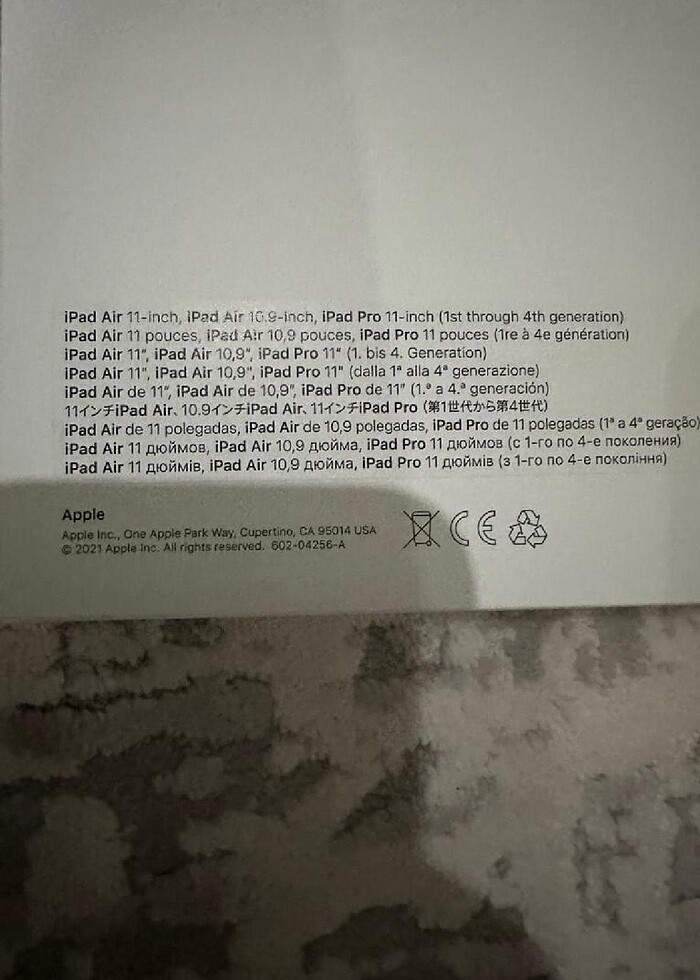 iPad Air 11-inch, iPad Air 10.9-inch, iPad Pro 11-inch (1st through 4th generation)
iPad Air 11 pouces, iPad Air 10,9 pouces, iPad Pro 11 pouces (1re à 4e génération)
iPad Air 11", iPad Air 10,9", iPad Pro 11" (1. bis 4. Generation)
iPad Air 11", iPad Air 10,9", iPad Pro 11" (dalla 1ª alla 4ª generazione)
iPad Air de 11", iPad Air de 10,9", iPad Pro de 11" (1.ª a 4.ª generación)
11インチiPad Air、10.9インチiPad Air、11インチiPad Pro（第1世代から第4世代）
iPad Air de 11 polegadas, iPad Air de 10,9 polegadas, iPad Pro de 11 polegadas (1ª a 4ª geração)
iPad Air 11 дюймов, iPad Air 10,9 дюйма, iPad Pro 11 дюймов (с 1-го по 4-е поколения)
iPad Air 11 дюймів, iPad Air 10,9 дюйма, iPad Pro 11 дюймів (з 1-го по 4-е покоління)
Apple
Apple Inc., One Apple Park Way, Cupertino, CA 95014 USA
© 2021 Apple Inc. All rights reserved. 602-04256-A
CE